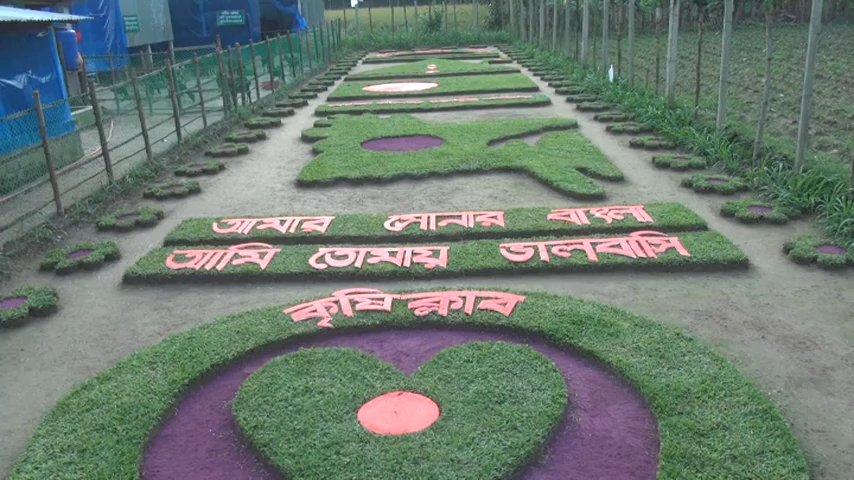 আমার সোনার বাংলা
আমি তোমায় ভালবাসি
কৃষি ক্লাব